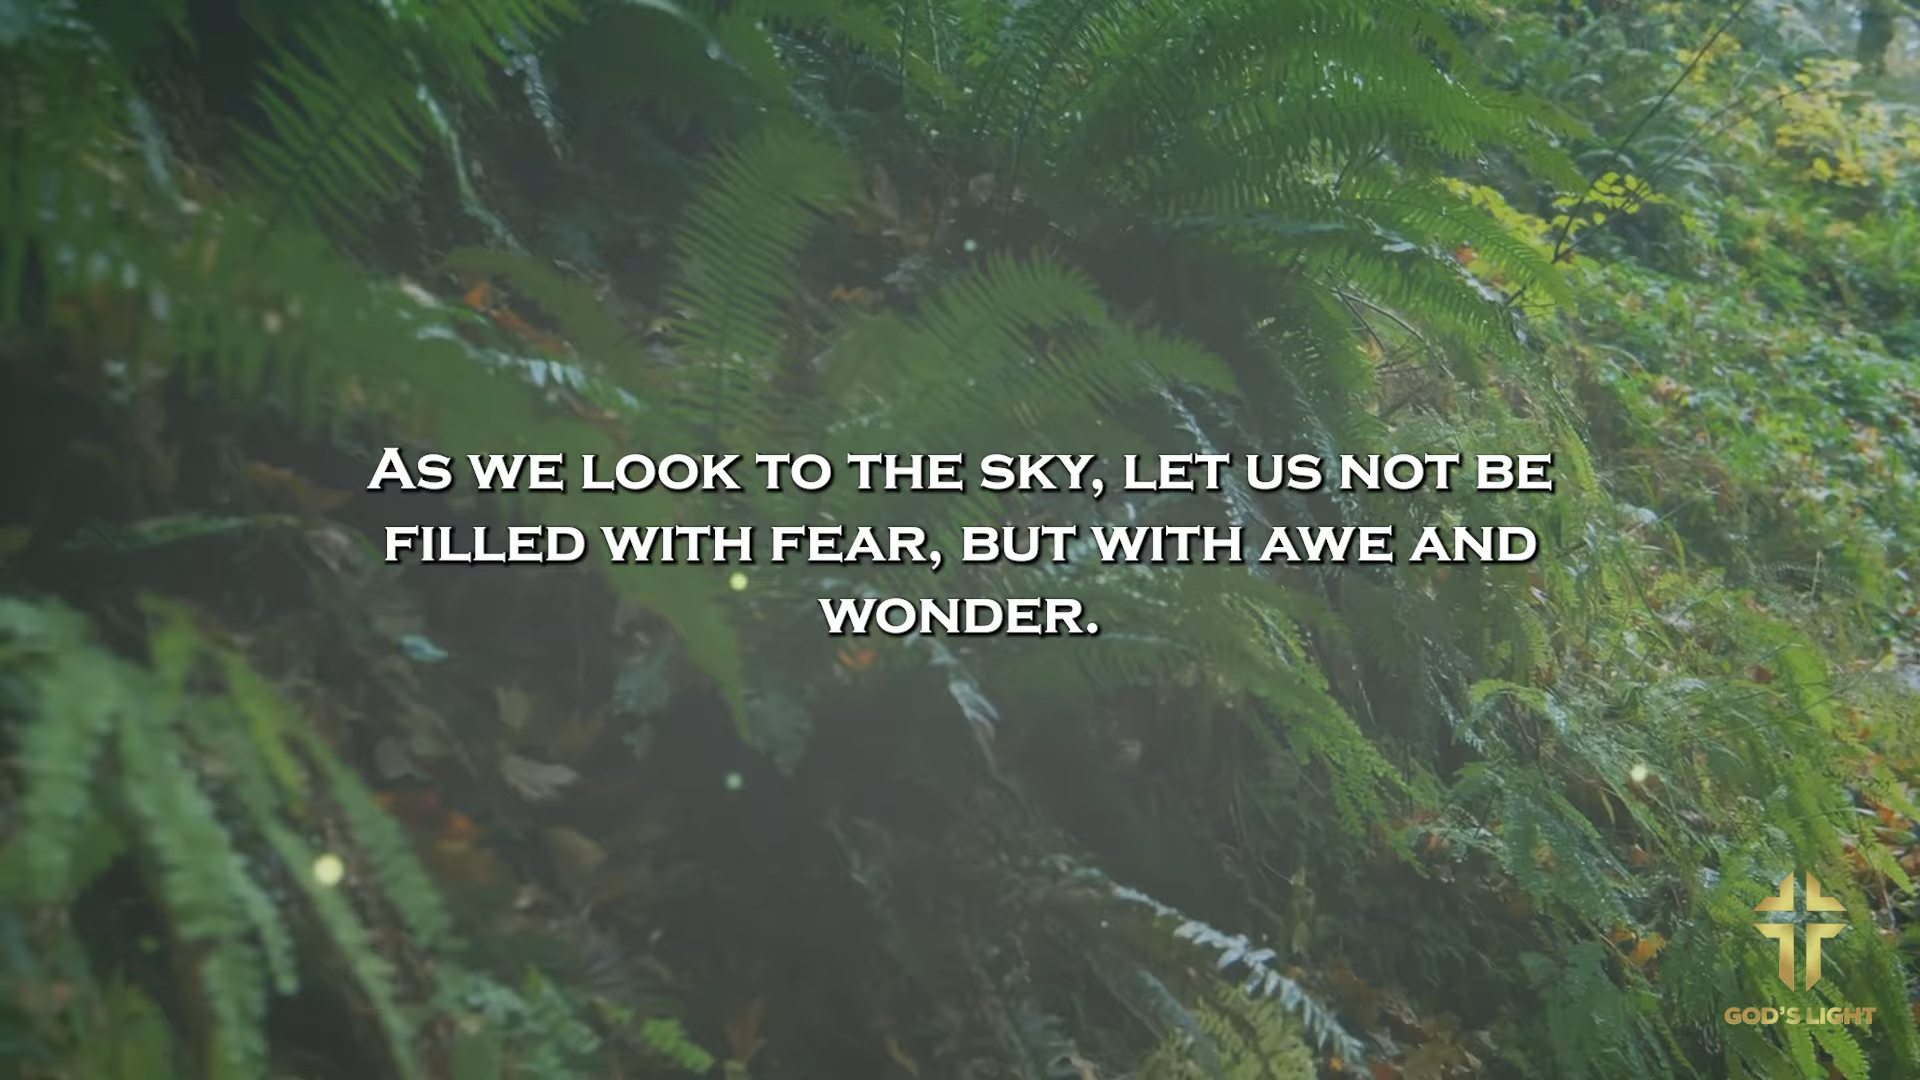 As we look to the sky, let us not be
filled with fear, but with awe and
wonder.
GOD'S LIGHT